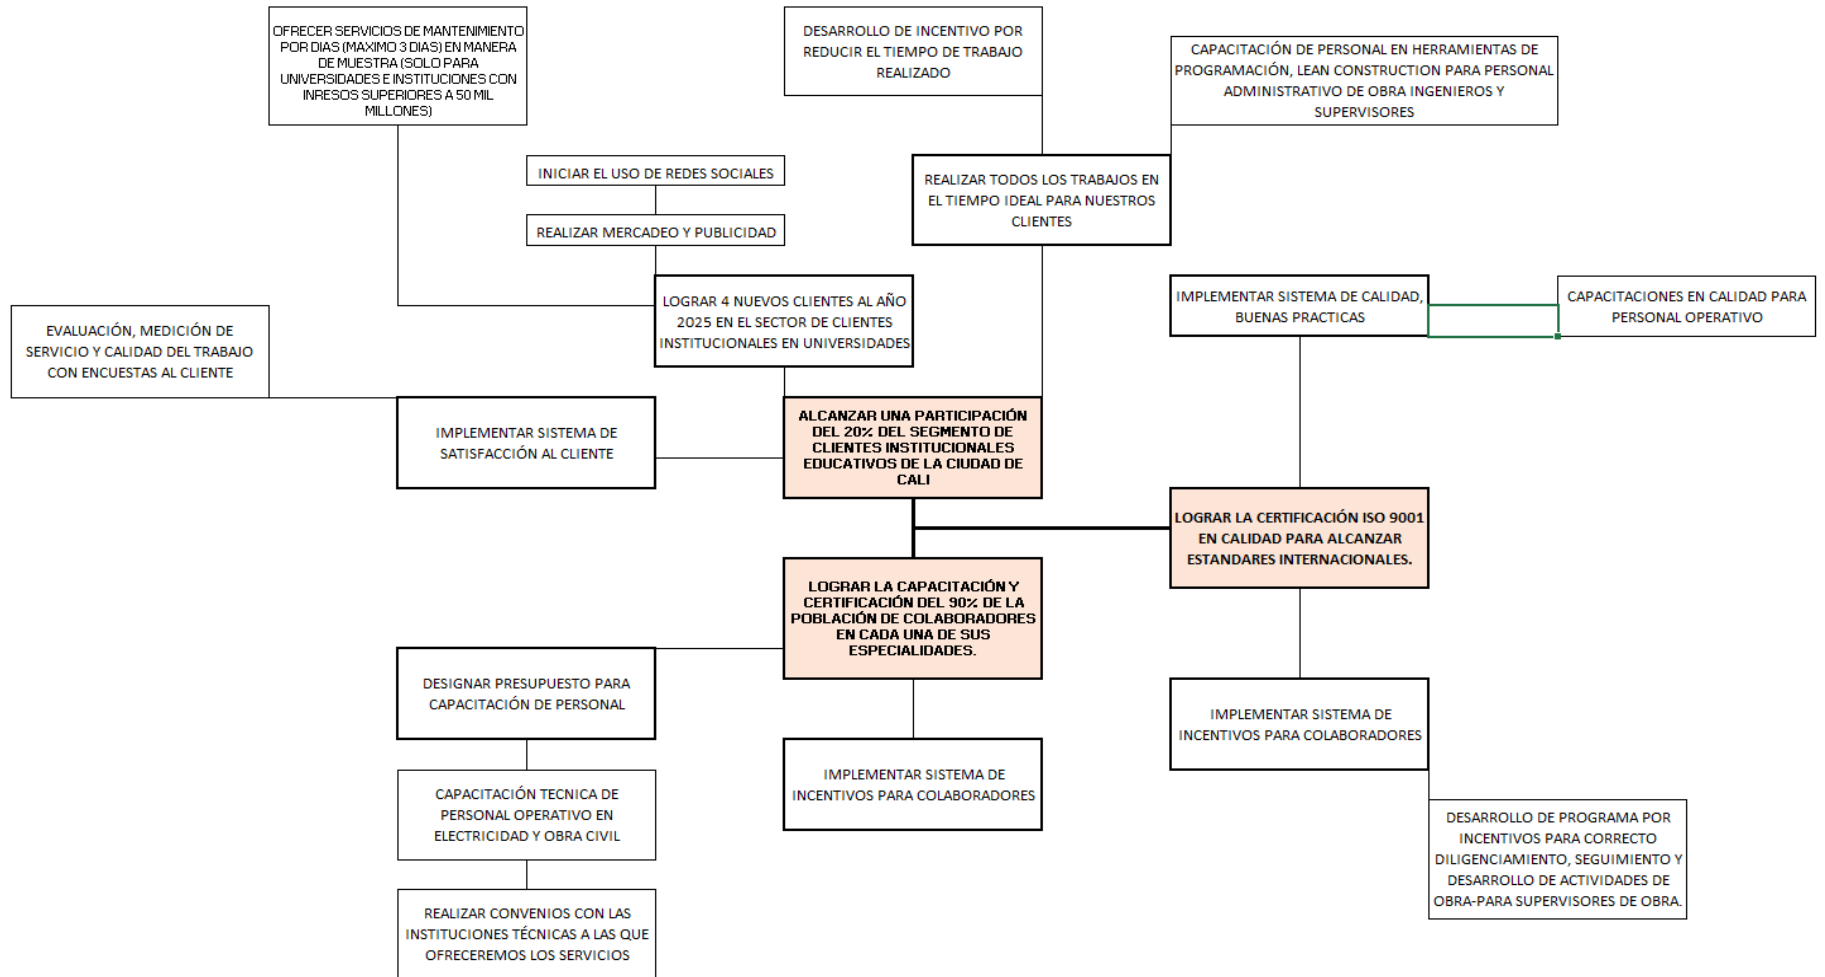 OFRECER SERVICIOS DE MANTENIMIENTO
POR DIAS (MAXIMO 3 DIAS) EN MANERA
DE MUESTRA (SOLO PARA
UNIVERSIDADES E INSTITUCIONES CON
INRESOS SUPERIORES A 50 MIL
MILLONES)
DESARROLLO DE INCENTIVO POR
REDUCIR EL TIEMPO DE TRABAJO
REALIZADO
CAPACITACIÓN DE PERSONAL EN HERRAMIENTAS DE
PROGRAMACIÓN, LEAN CONSTRUCTION PARA PERSONAL
ADMINISTRATIVO DE OBRA INGENIEROS Y
SUPERVISORES
INICIAR EL USO DE REDES SOCIALES
REALIZAR MERCADEO Y PUBLICIDAD
REALIZAR TODOS LOS TRABAJOS EN
EL TIEMPO IDEAL PARA NUESTROS
CLIENTES
LOGRAR 4 NUEVOS CLIENTES AL AÑO
2025 EN EL SECTOR DE CLIENTES
INSTITUCIONALES EN UNIVERSIDADES
IMPLEMENTAR SISTEMA DE CALIDAD,
BUENAS PRACTICAS
CAPACITACIONES EN CALIDAD PARA
PERSONAL OPERATIVO
EVALUACIÓN, MEDICIÓN DE
SERVICIO Y CALIDAD DEL TRABAJO
CON ENCUESTAS AL CLIENTE
IMPLEMENTAR SISTEMA DE
SATISFACCIÓN AL CLIENTE
ALCANZAR UNA PARTICIPACIÓN
DEL 20% DEL SEGMENTO DE
CLIENTES INSTITUCIONALES
EDUCATIVOS DE LA CIUDAD DE
CALI
LOGRAR LA CERTIFICACIÓN ISO 9001
EN CALIDAD PARA ALCANZAR
ESTANDARES INTERNACIONALES.
LOGRAR LA CAPACITACIÓN Y
CERTIFICACIÓN DEL 90% DE LA
POBLACIÓN DE COLABORADORES
EN CADA UNA DE SUS
ESPECIALIDADES.
DESIGNAR PRESUPUESTO PARA
CAPACITACIÓN DE PERSONAL
IMPLEMENTAR SISTEMA DE
INCENTIVOS PARA COLABORADORES
IMPLEMENTAR SISTEMA DE
INCENTIVOS PARA COLABORADORES
CAPACITACIÓN TECNICA DE
PERSONAL OPERATIVO EN
ELECTRICIDAD Y OBRA CIVIL
DESARROLLO DE PROGRAMA POR
INCENTIVOS PARA CORRECTO
DILIGENCIAMIENTO, SEGUIMIENTO Y
DESARROLLO DE ACTIVIDADES DE
OBRA-PARA SUPERVISORES DE OBRA.
REALIZAR CONVENIOS CON LAS
INSTITUCIONES TÉCNICAS A LAS QUE
OFRECEREMOS LOS SERVICIOS